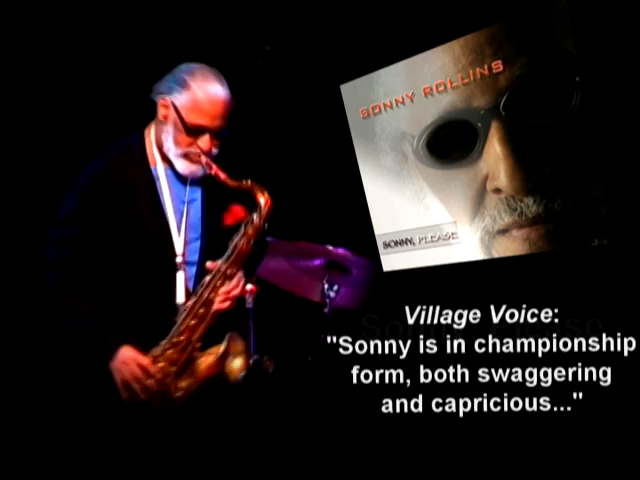 SONNY ROLLINS
SONNY, PLEASE
Village Voice:
"Sonny is in championship
form, both swaggering
and capricious..."